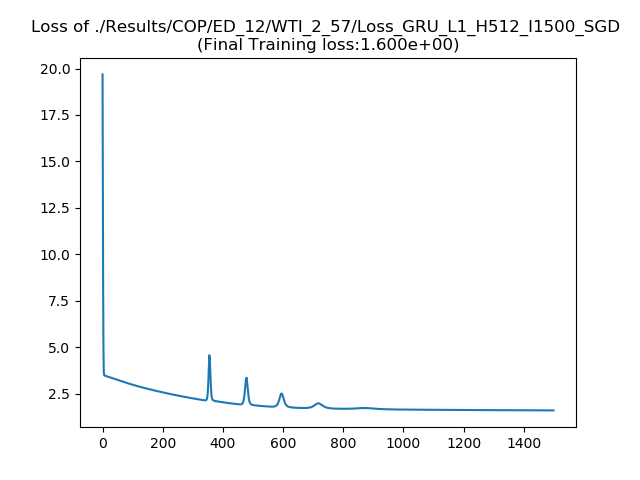 Loss of ./Results/COP/ED_12/WTI_2_57/Loss_GRU_L1_H512_I1500_SGD
(Final Training loss:1.600e+00)
20.0
17.5
15.0
12.5
10.0
7.5
5.0
2.5
0 200 400 600 800 1000 1200 1400